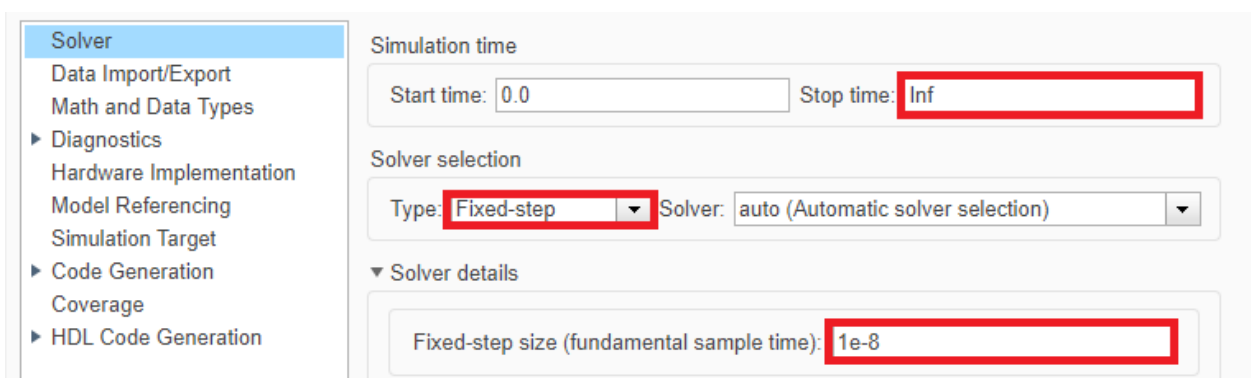 Solver
Data Import/Export
Math and Data Types
Diagnostics
Hardware Implementation
Model Referencing
Simulation Target
Code Generation
Coverage
HDL Code Generation
Simulation time
Start time: 0.0 Stop time: Inf
Solver selection
Type: Fixed-step Solver: auto (Automatic solver selection)
Solver details
Fixed-step size (fundamental sample time): 1e-8